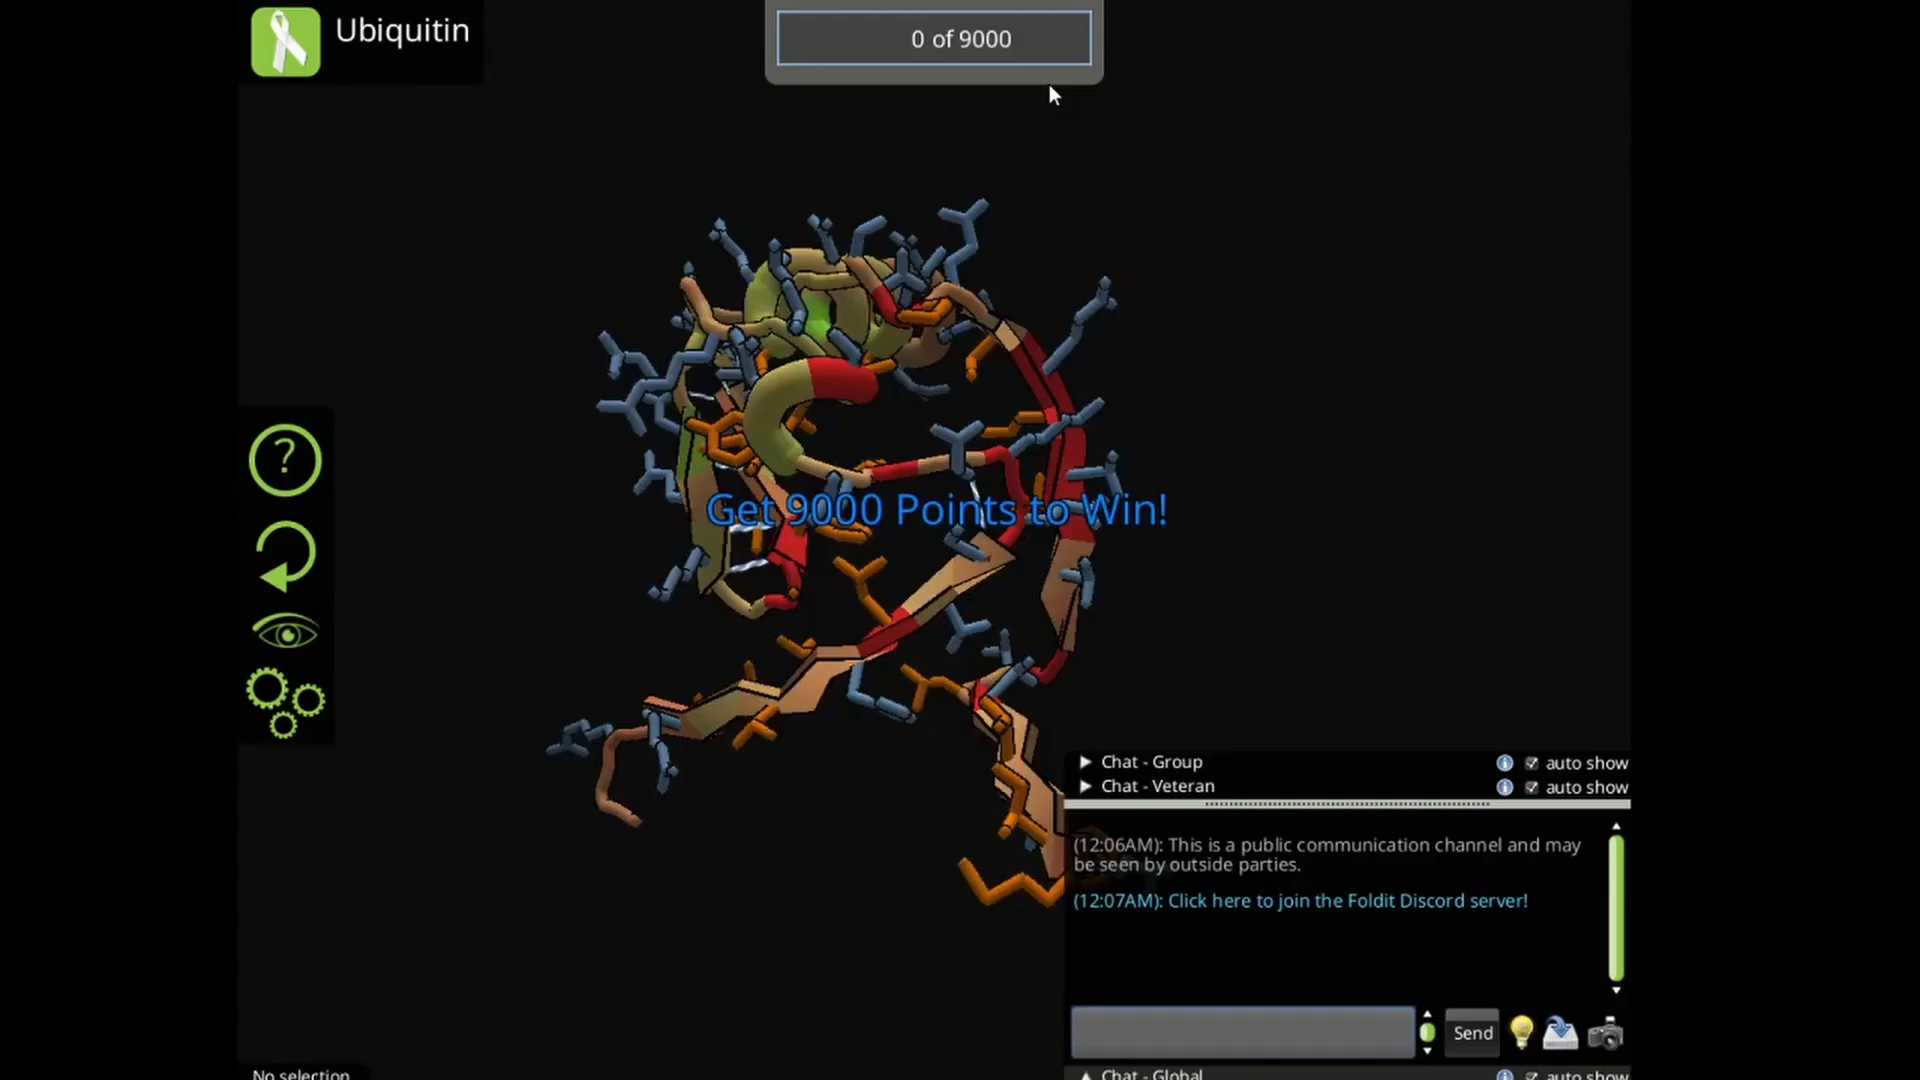 Ubiquitin
0 of 9000
?
Get 9000 Points to Win!
Chat - Group
auto show
Chat - Veteran
auto show
(12:06AM): This is a public communication channel and may
be seen by outside parties.
(12:07AM): Click here to join the Foldit Discord server!
Send
No selection
Chat - Global
auto show